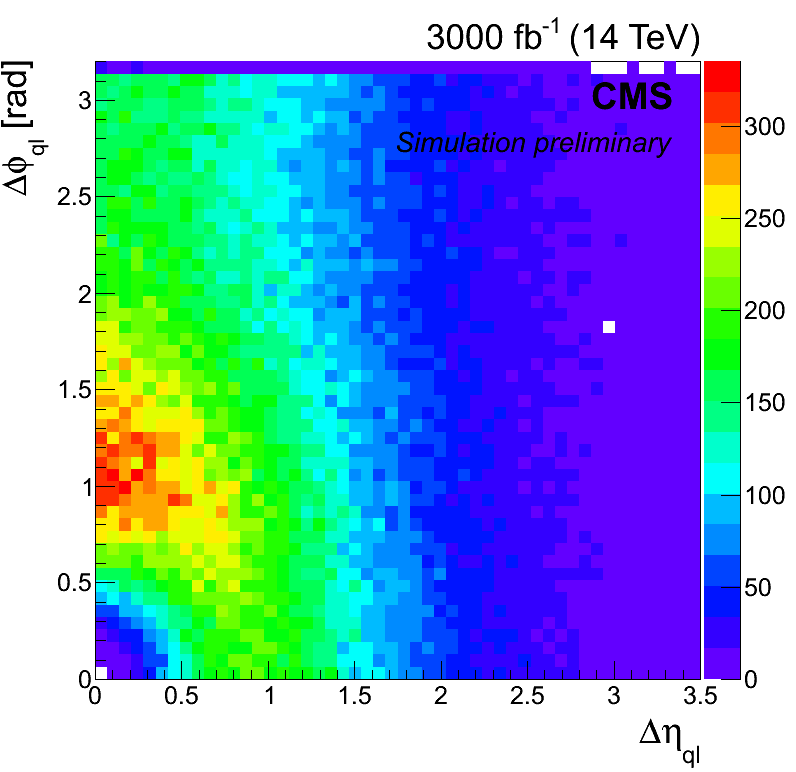 3000 fb⁻¹ (14 TeV)
CMS
Simulation preliminary
Δϕql [rad]
3
2.5
2
1.5
1
0.5
0
0 0.5 1 1.5 2 2.5 3 3.5
Δηql
300
250
200
150
100
50
0